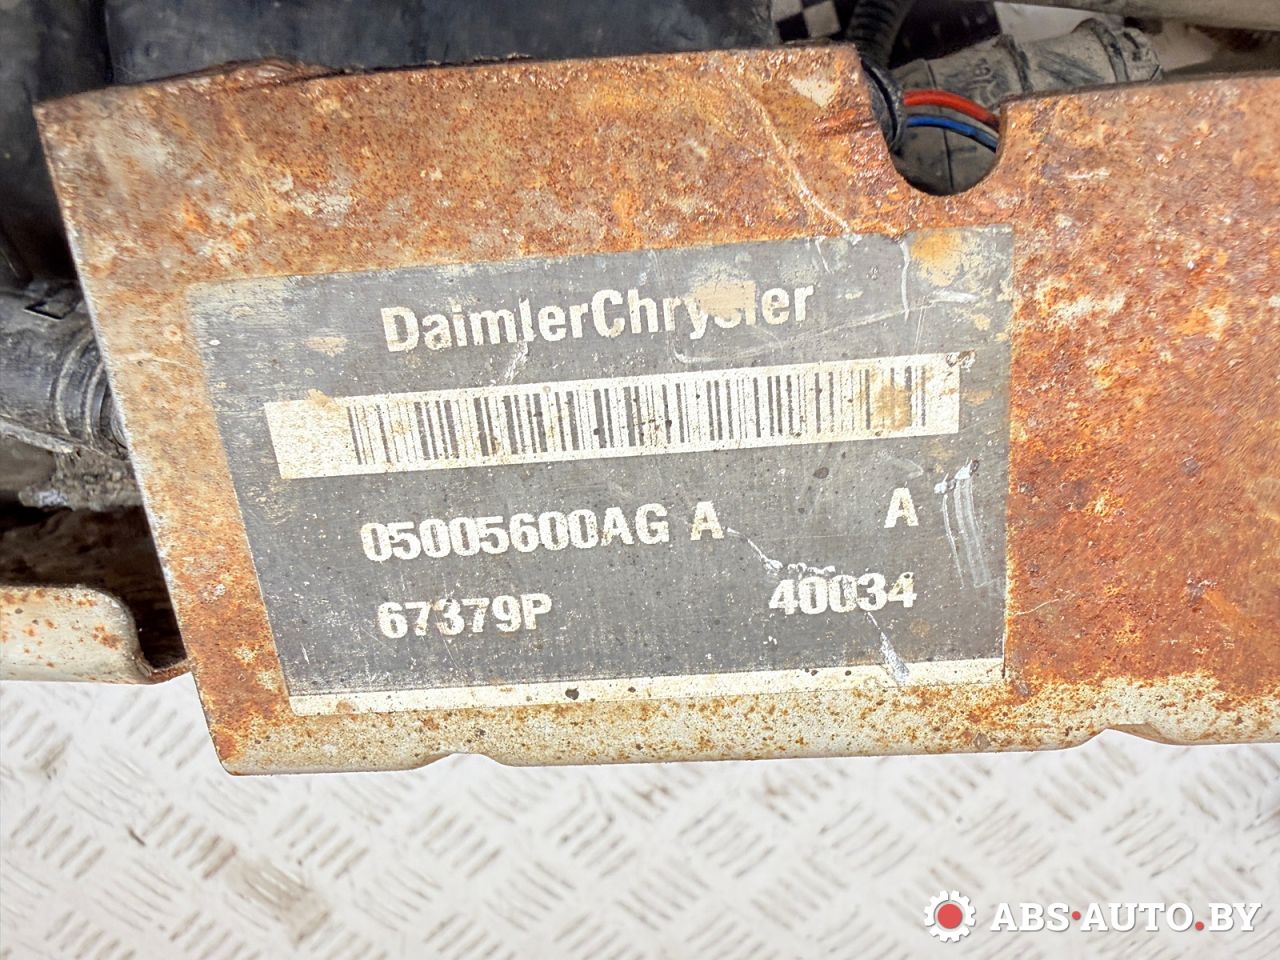 DaimlerChrysler
05005600AG A A
67379P 40034
ABS·AUTO.BY